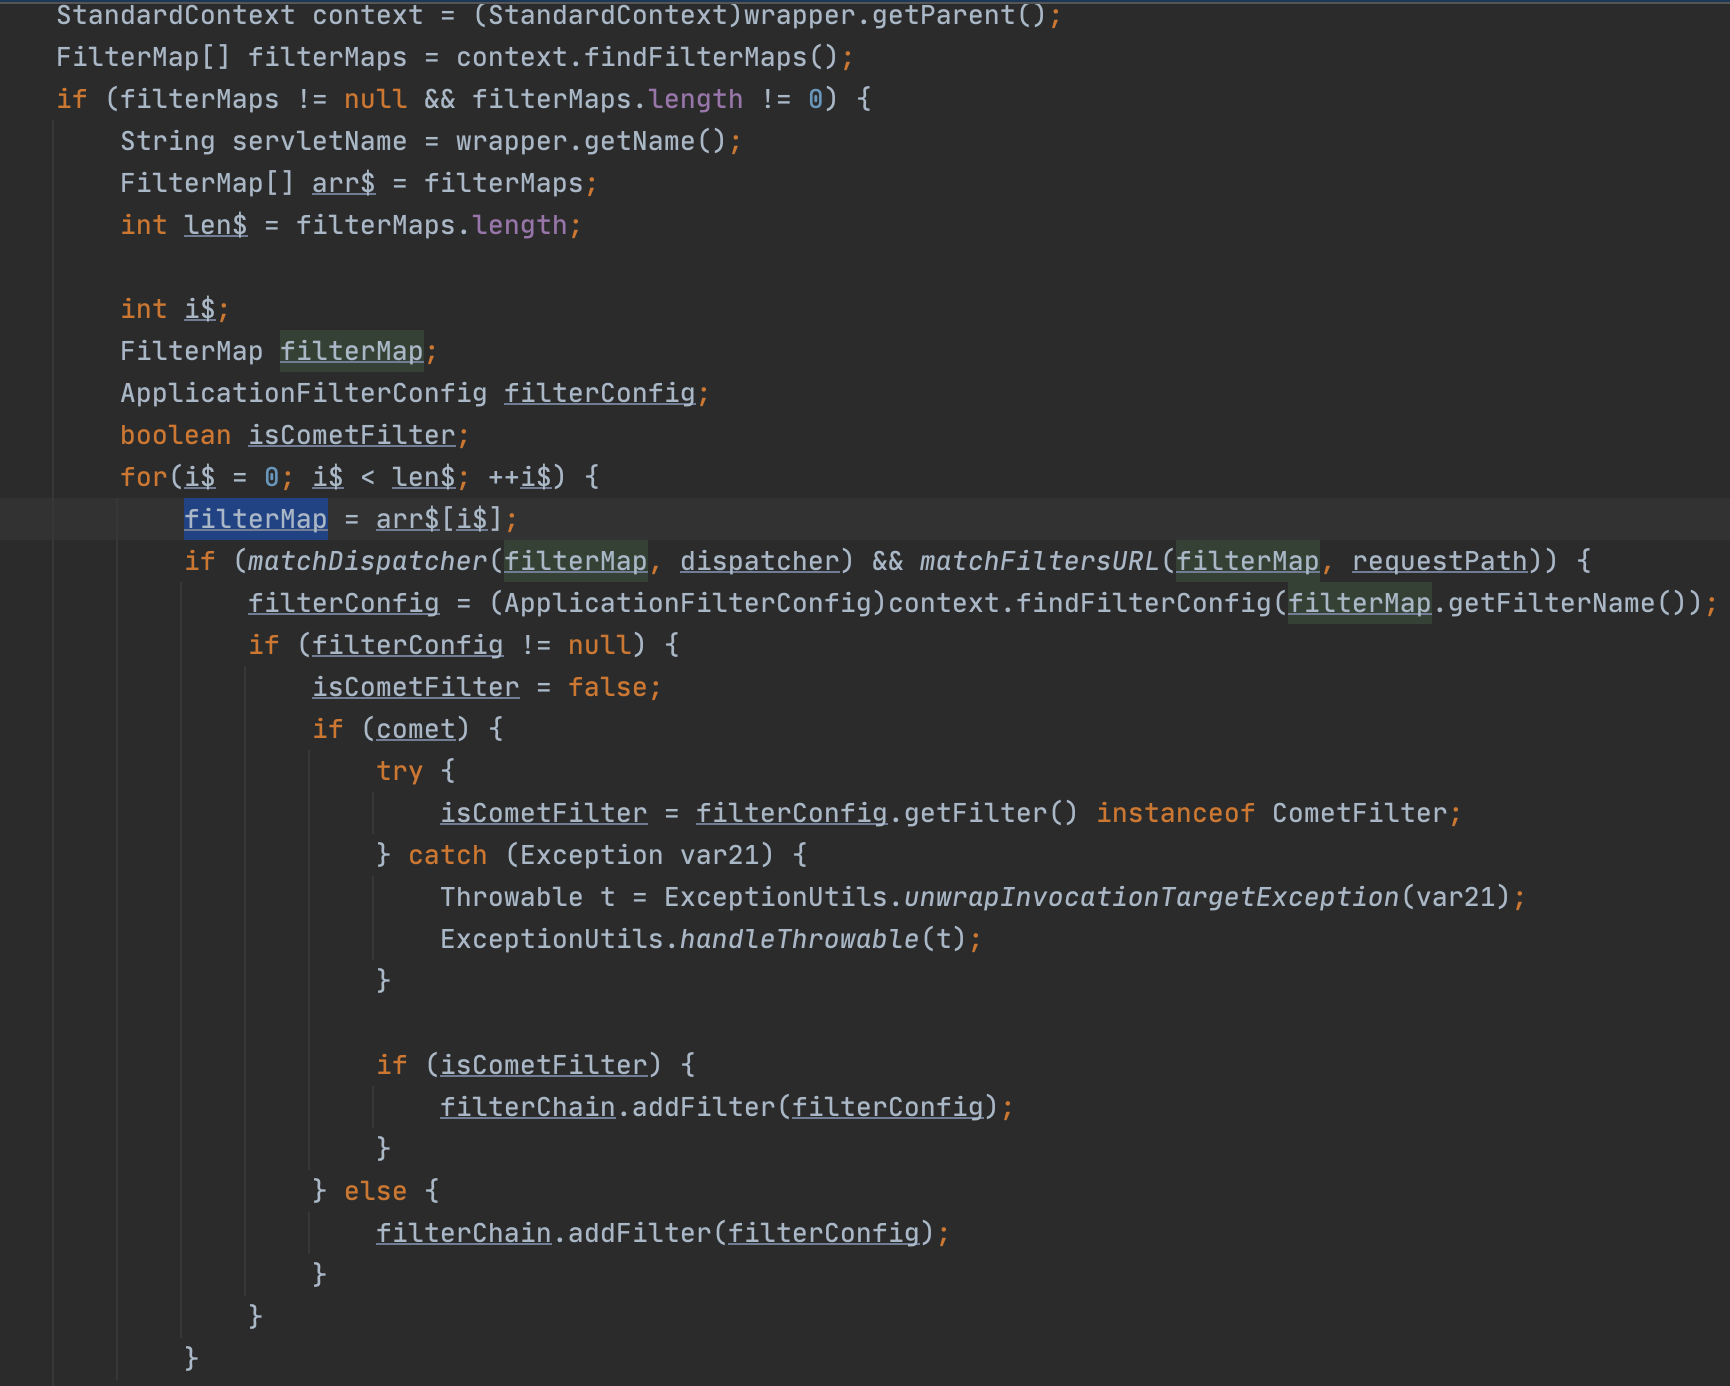 StandardContext context = (StandardContext)wrapper.getParent();
FilterMap[] filterMaps = context.findFilterMaps();
if (filterMaps != null && filterMaps.length != 0) {
    String servletName = wrapper.getName();
    FilterMap[] arr$ = filterMaps;
    int len$ = filterMaps.length;

    int i$;
    FilterMap filterMap;
    ApplicationFilterConfig filterConfig;
    boolean isCometFilter;
    for(i$ = 0; i$ < len$; ++i$) {
        filterMap = arr$[i$];
        if (matchDispatcher(filterMap, dispatcher) && matchFiltersURL(filterMap, requestPath)) {
            filterConfig = (ApplicationFilterConfig)context.findFilterConfig(filterMap.getFilterName());
            if (filterConfig != null) {
                isCometFilter = false;
                if (comet) {
                    try {
                        isCometFilter = filterConfig.getFilter() instanceof CometFilter;
                    } catch (Exception var21) {
                        Throwable t = ExceptionUtils.unwrapInvocationTargetException(var21);
                        ExceptionUtils.handleThrowable(t);
                    }

                    if (isCometFilter) {
                        filterChain.addFilter(filterConfig);
                    }
                } else {
                    filterChain.addFilter(filterConfig);
                }
            }
        }